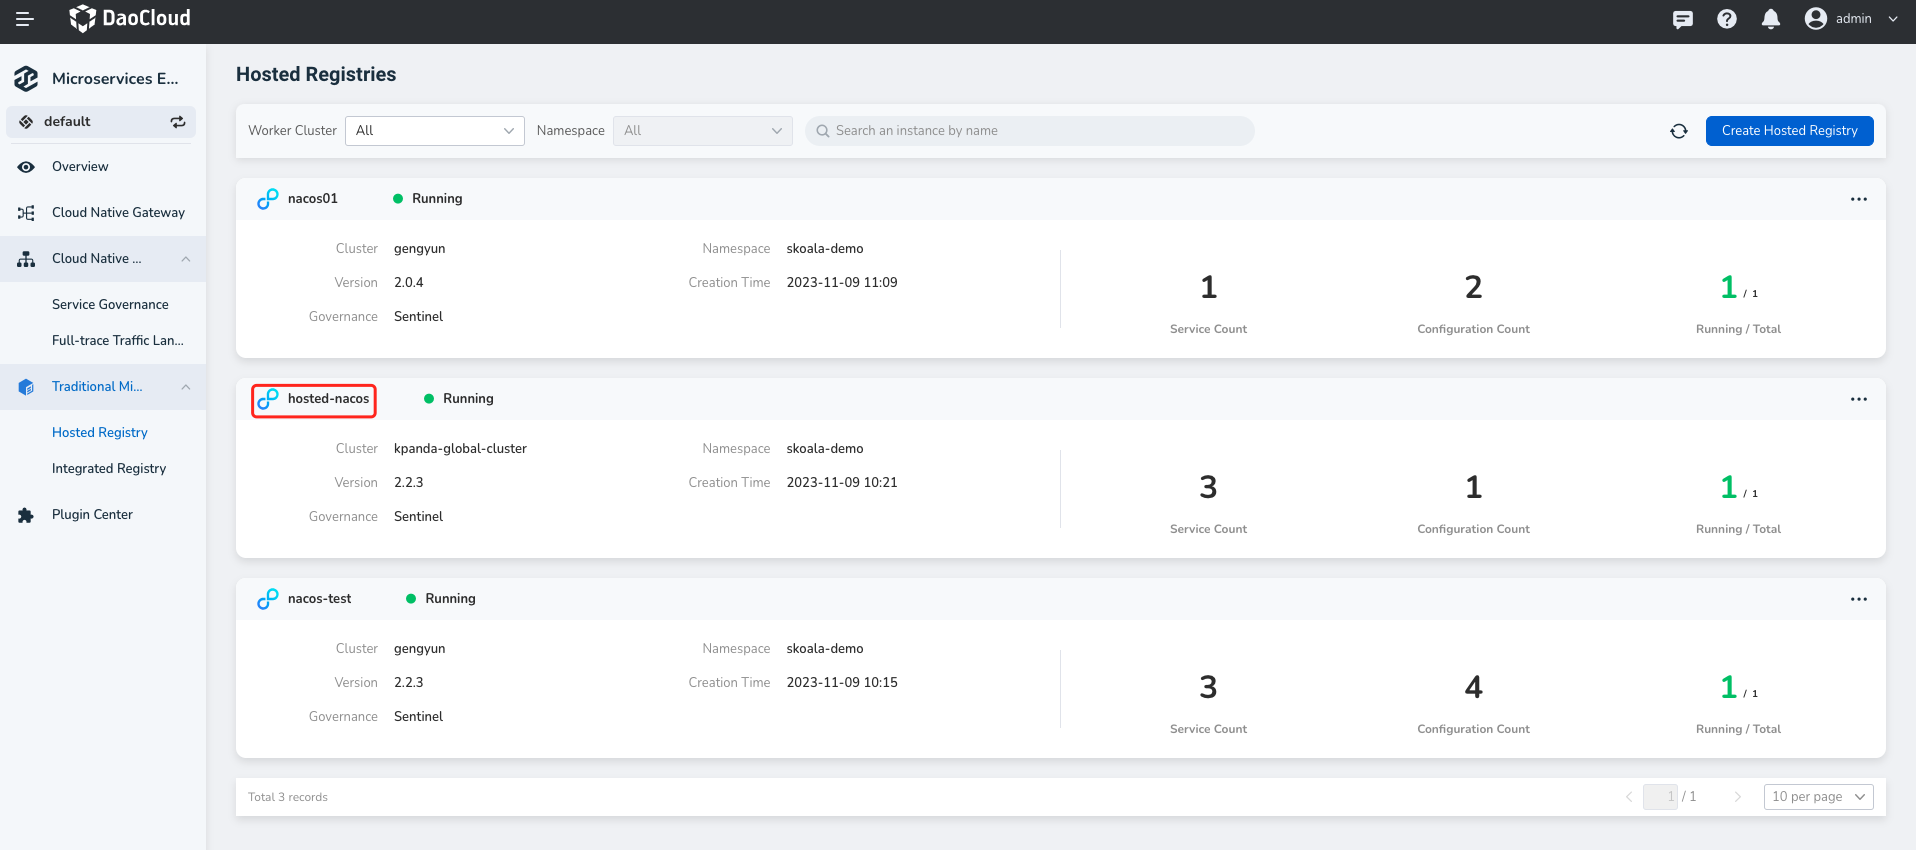 DaoCloud
admin
Microservices E...
default
Overview
Cloud Native Gateway
Cloud Native ...
Service Governance
Full-trace Traffic Lan...
Traditional Mi...
Hosted Registry
Integrated Registry
Plugin Center
Hosted Registries
Worker Cluster All Namespace All Search an instance by name Create Hosted Registry
nacos01 Running
Cluster gengyun Namespace skoala-demo
Version 2.0.4 Creation Time 2023-11-09 11:09
Governance Sentinel
1 2 1 / 1
Service Count Configuration Count Running / Total
hosted-nacos Running
Cluster kpanda-global-cluster Namespace skoala-demo
Version 2.2.3 Creation Time 2023-11-09 10:21
Governance Sentinel
3 1 1 / 1
Service Count Configuration Count Running / Total
nacos-test Running
Cluster gengyun Namespace skoala-demo
Version 2.2.3 Creation Time 2023-11-09 10:15
Governance Sentinel
3 4 1 / 1
Service Count Configuration Count Running / Total
Total 3 records 1 / 1 10 per page